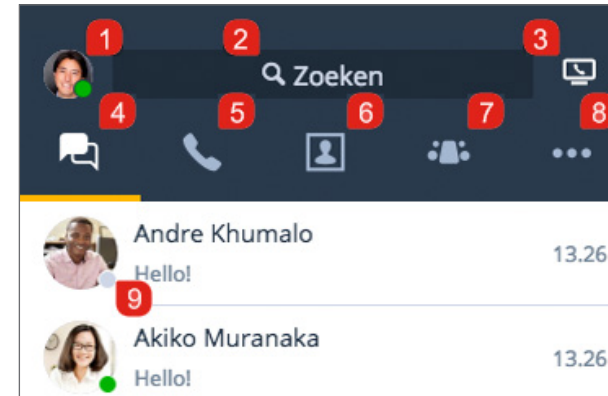 1 2 3
Zoeken
4 5 6 7 8
Andre Khumalo
13.26
Hello!
9
Akiko Muranaka
13.26
Hello!